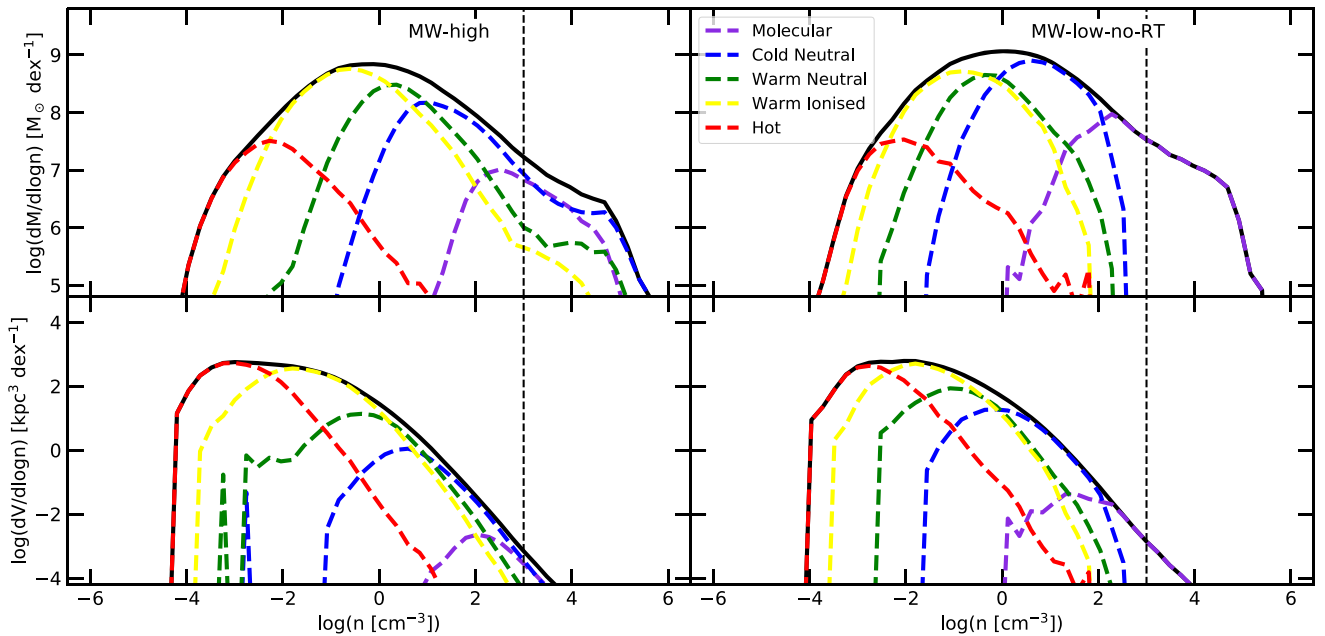 MW-high
MW-low-no-RT
Molecular
Cold Neutral
Warm Neutral
Warm Ionised
Hot
log(dM/dlogn) [M⊙ dex⁻¹]
9
8
7
6
5
log(dV/dlogn) [kpc³ dex⁻¹]
4
2
0
−2
−4
−6 −4 −2 0 2 4 6
−6 −4 −2 0 2 4 6
log(n [cm⁻³])
log(n [cm⁻³])